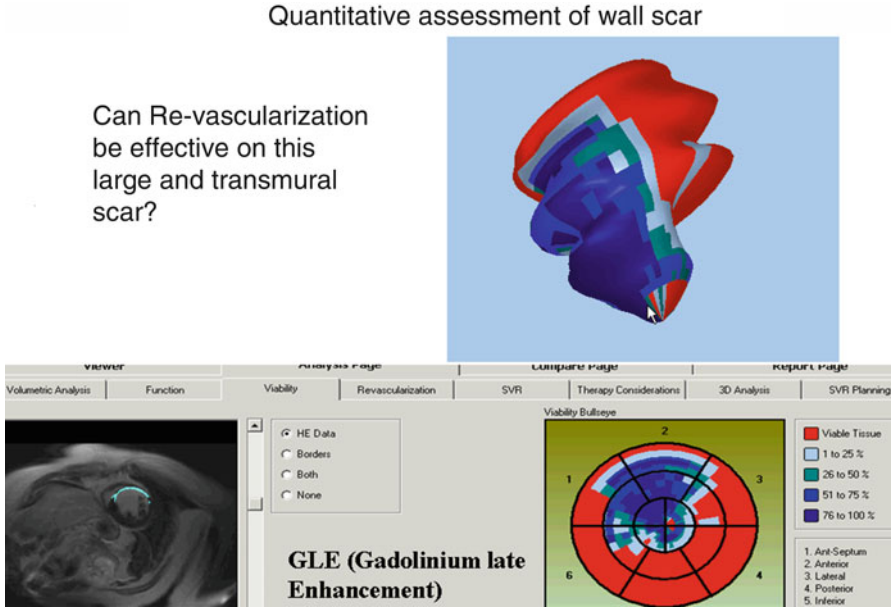 Quantitative assessment of wall scar
Can Re-vascularization
be effective on this
large and transmural
scar?
Viewer
Analysis Page
Compare Page
Report Page
Volumetric Analysis
Function
Viability
Revascularization
SVR
Therapy Considerations
3D Analysis
SVR Planning
HE Data
Borders
Both
None
GLE (Gadolinium late
Enhancement)
Viability Bullseye
2
1
3
6
4
Viable Tissue
1 to 25 %
26 to 50 %
51 to 75 %
76 to 100 %
1. Ant-Septum
2. Anterior
3. Lateral
4. Posterior
5. Inferior